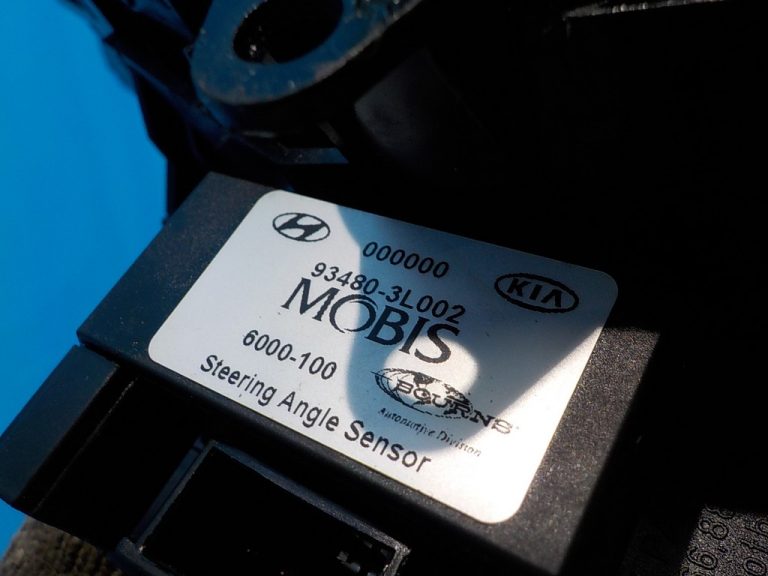 000000
93480-3L002
KIA
MOBIS
6000-100
BOURNS
Automotive Division
Steering Angle Sensor